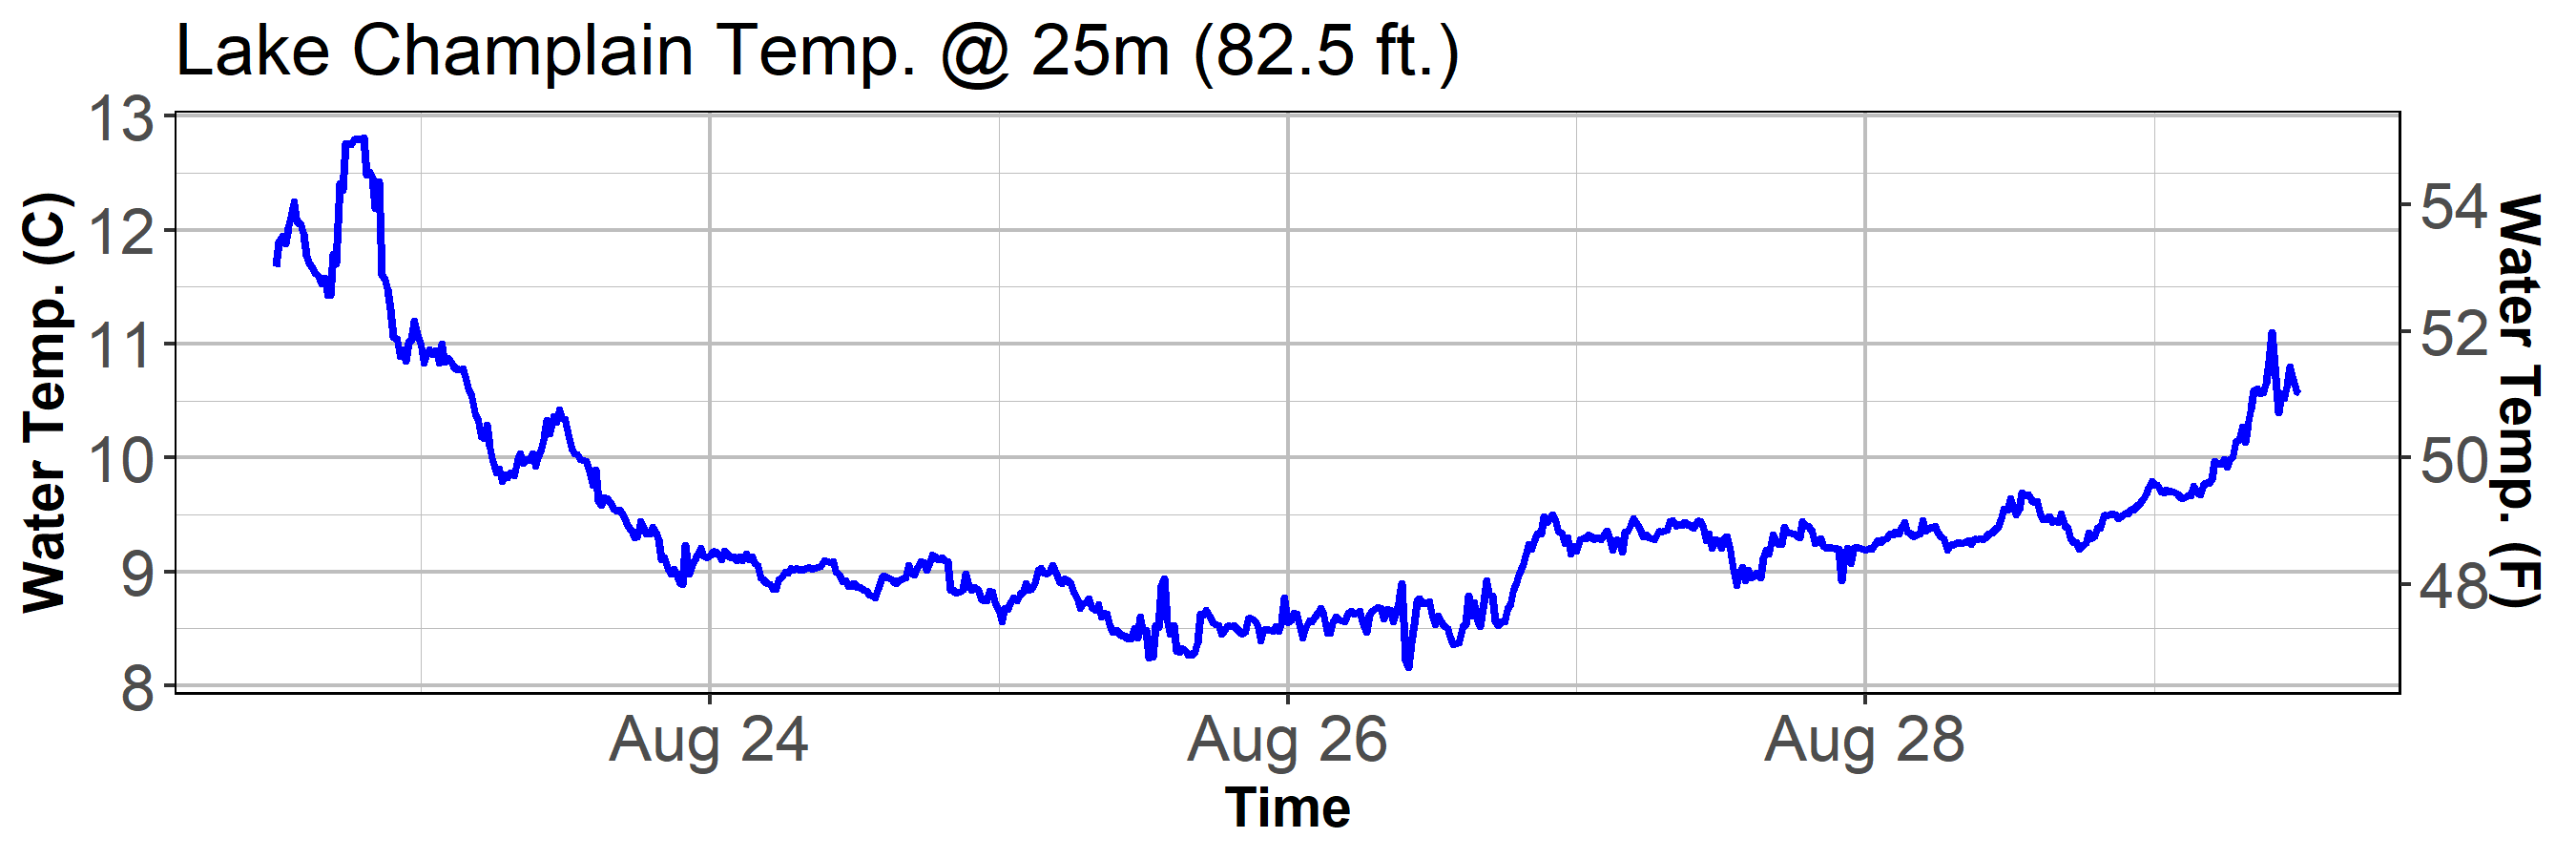 Lake Champlain Temp. @ 25m (82.5 ft.)
Water Temp. (C)
13
12
11
10
9
8
54
52
50
48
Water Temp. (F)
Aug 24 Aug 26 Aug 28
Time